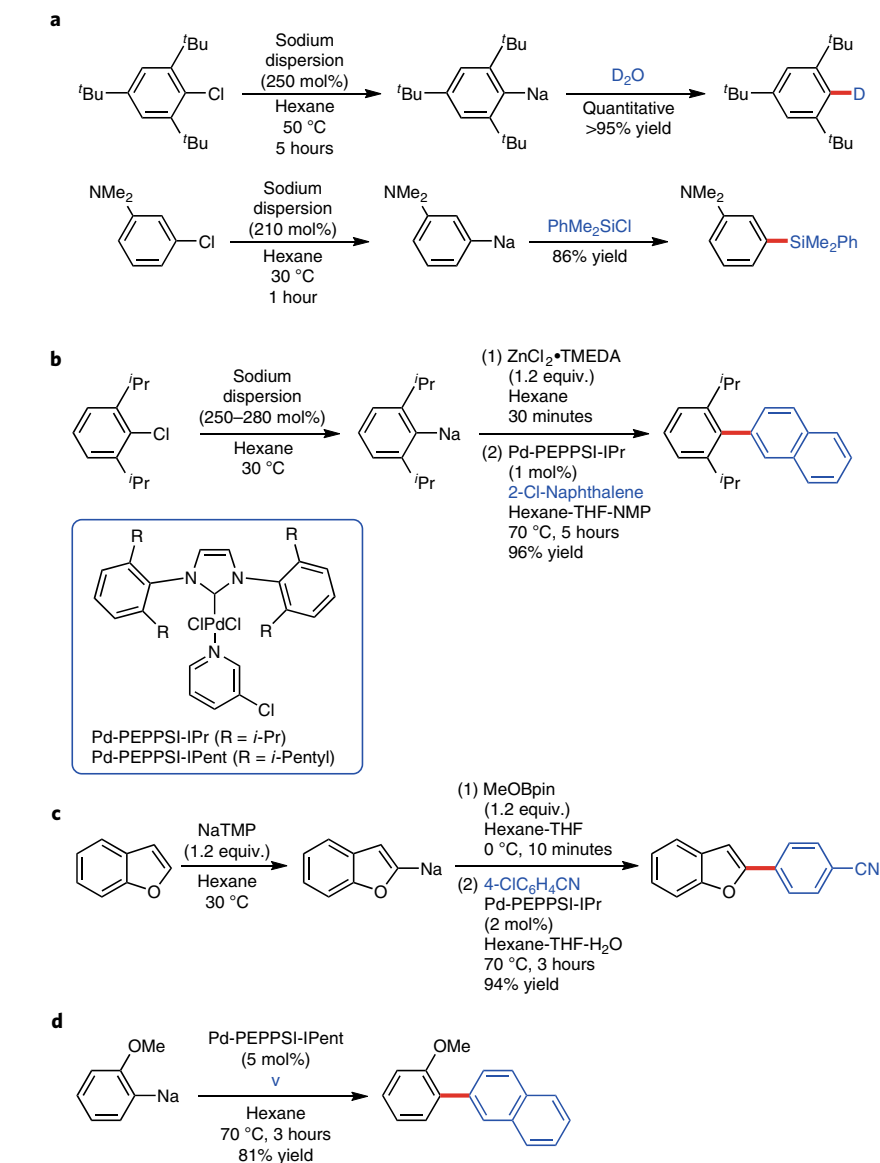 a
tBu
tBu
Cl
tBu
Sodium
dispersion
(250 mol%)
Hexane
50 °C
5 hours
tBu
tBu
Na
tBu
D2O
Quantitative
>95% yield
tBu
tBu
D
tBu
NMe2
Cl
Sodium
dispersion
(210 mol%)
Hexane
30 °C
1 hour
NMe2
Na
PhMe2SiCl
86% yield
NMe2
SiMe2Ph
b
iPr
Cl
iPr
Sodium
dispersion
(250–280 mol%)
Hexane
30 °C
iPr
Na
iPr
(1) ZnCl2•TMEDA
(1.2 equiv.)
Hexane
30 minutes
(2) Pd-PEPPSI-IPr
(1 mol%)
2-Cl-Naphthalene
Hexane-THF-NMP
70 °C, 5 hours
96% yield
iPr
iPr
R
R
N
N
R
R
ClPdCl
N
Cl
Pd-PEPPSI-IPr (R = i-Pr)
Pd-PEPPSI-IPent (R = i-Pentyl)
c
O
NaTMP
(1.2 equiv.)
Hexane
30 °C
O
Na
(1) MeOBpin
(1.2 equiv.)
Hexane-THF
0 °C, 10 minutes
(2) 4-ClC6H4CN
Pd-PEPPSI-IPr
(2 mol%)
Hexane-THF-H2O
70 °C, 3 hours
94% yield
O
CN
d
OMe
Na
Pd-PEPPSI-IPent
(5 mol%)
v
Hexane
70 °C, 3 hours
81% yield
OMe